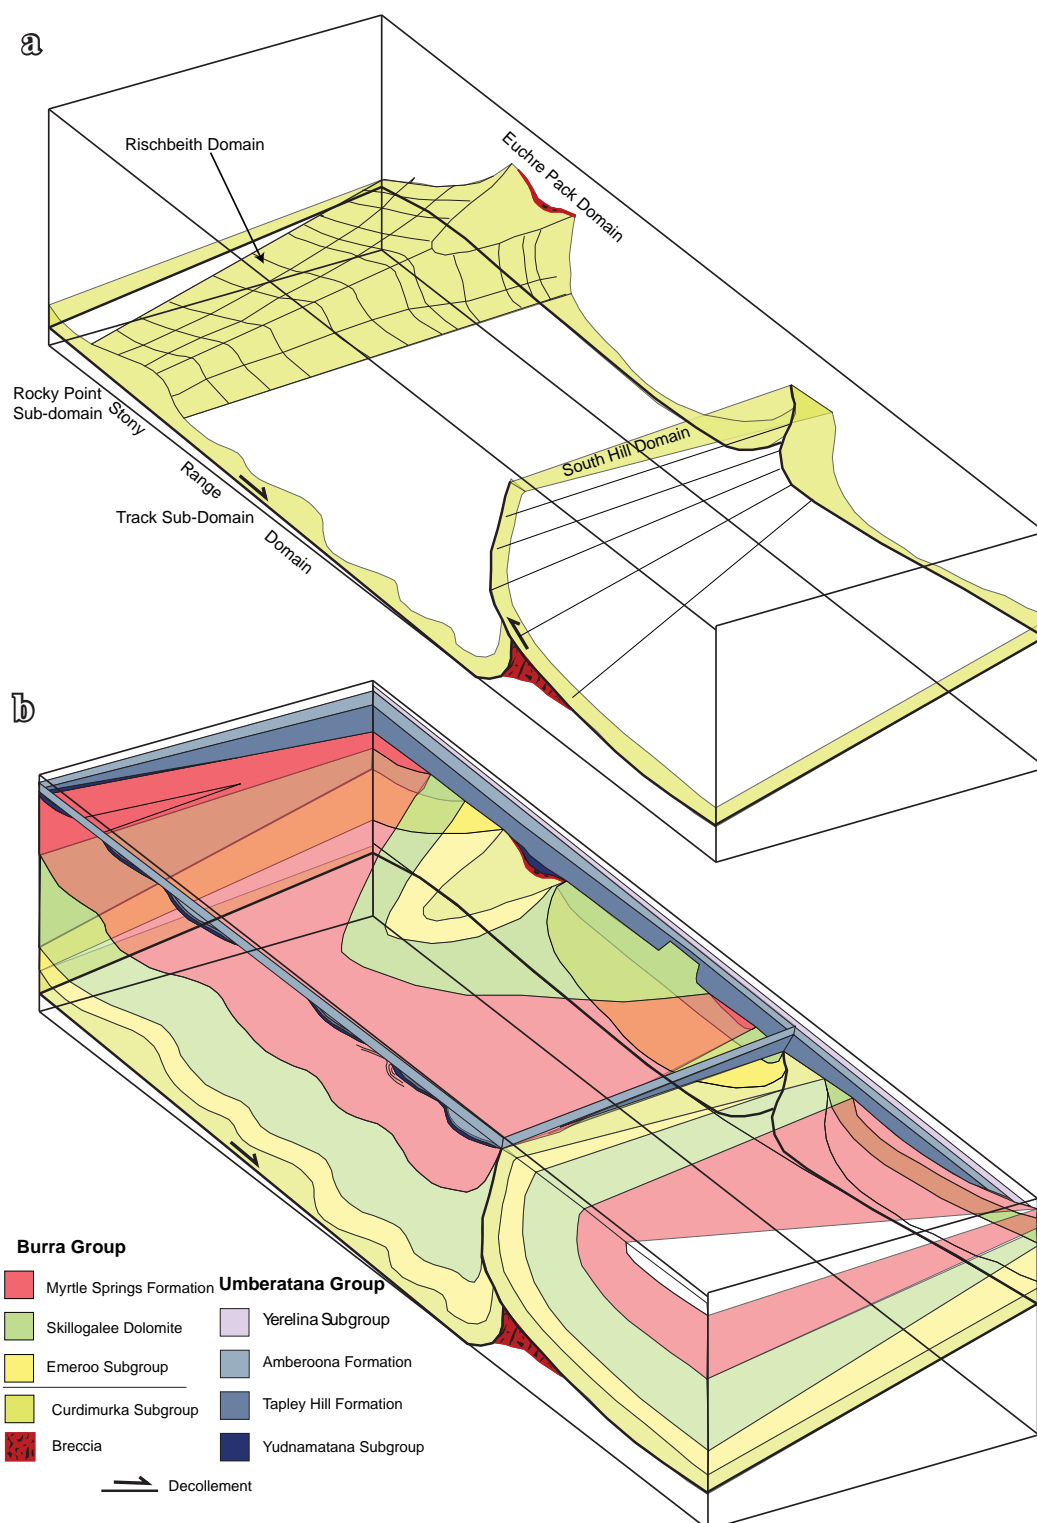 a
Rischbeith Domain
Euchre Pack Domain
Rocky Point
Sub-domain
Stony
Range
Domain
Track Sub-Domain
South Hill Domain
b
Burra Group
Myrtle Springs Formation
Skillogalee Dolomite
Emeroo Subgroup
Curdimurka Subgroup
Breccia
Umberatana Group
Yerelina Subgroup
Amberoona Formation
Tapley Hill Formation
Yudnamatana Subgroup
Decollement